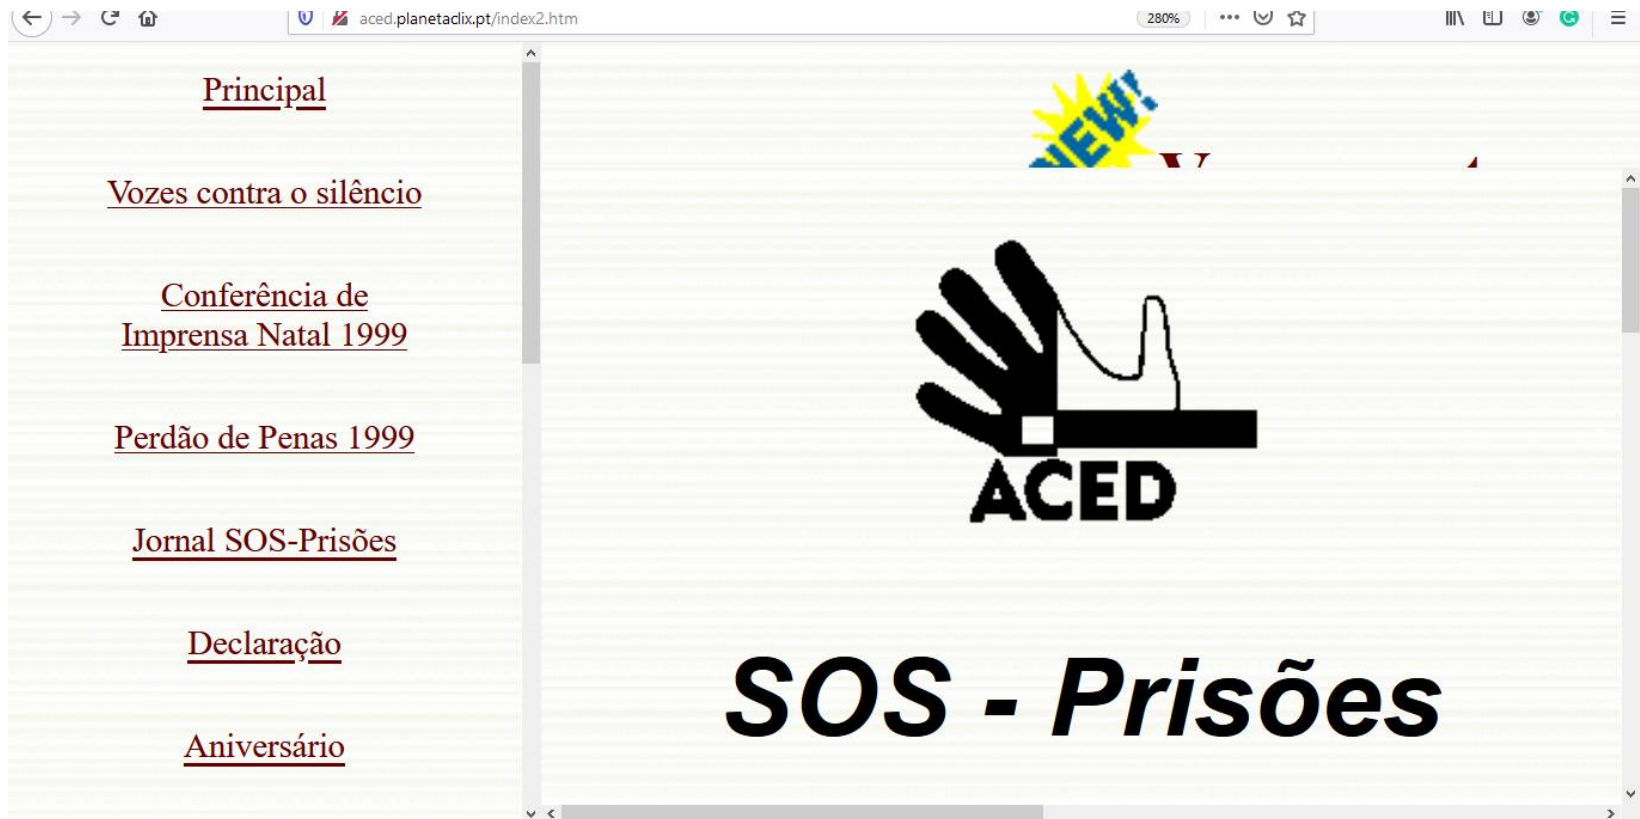 aced.planetaclix.pt/index2.htm
280%
Principal
Vozes contra o silêncio
Conferência de
Imprensa Natal 1999
Perdão de Penas 1999
Jornal SOS-Prisões
Declaração
Aniversário
NEW!
ACED
SOS - Prisões